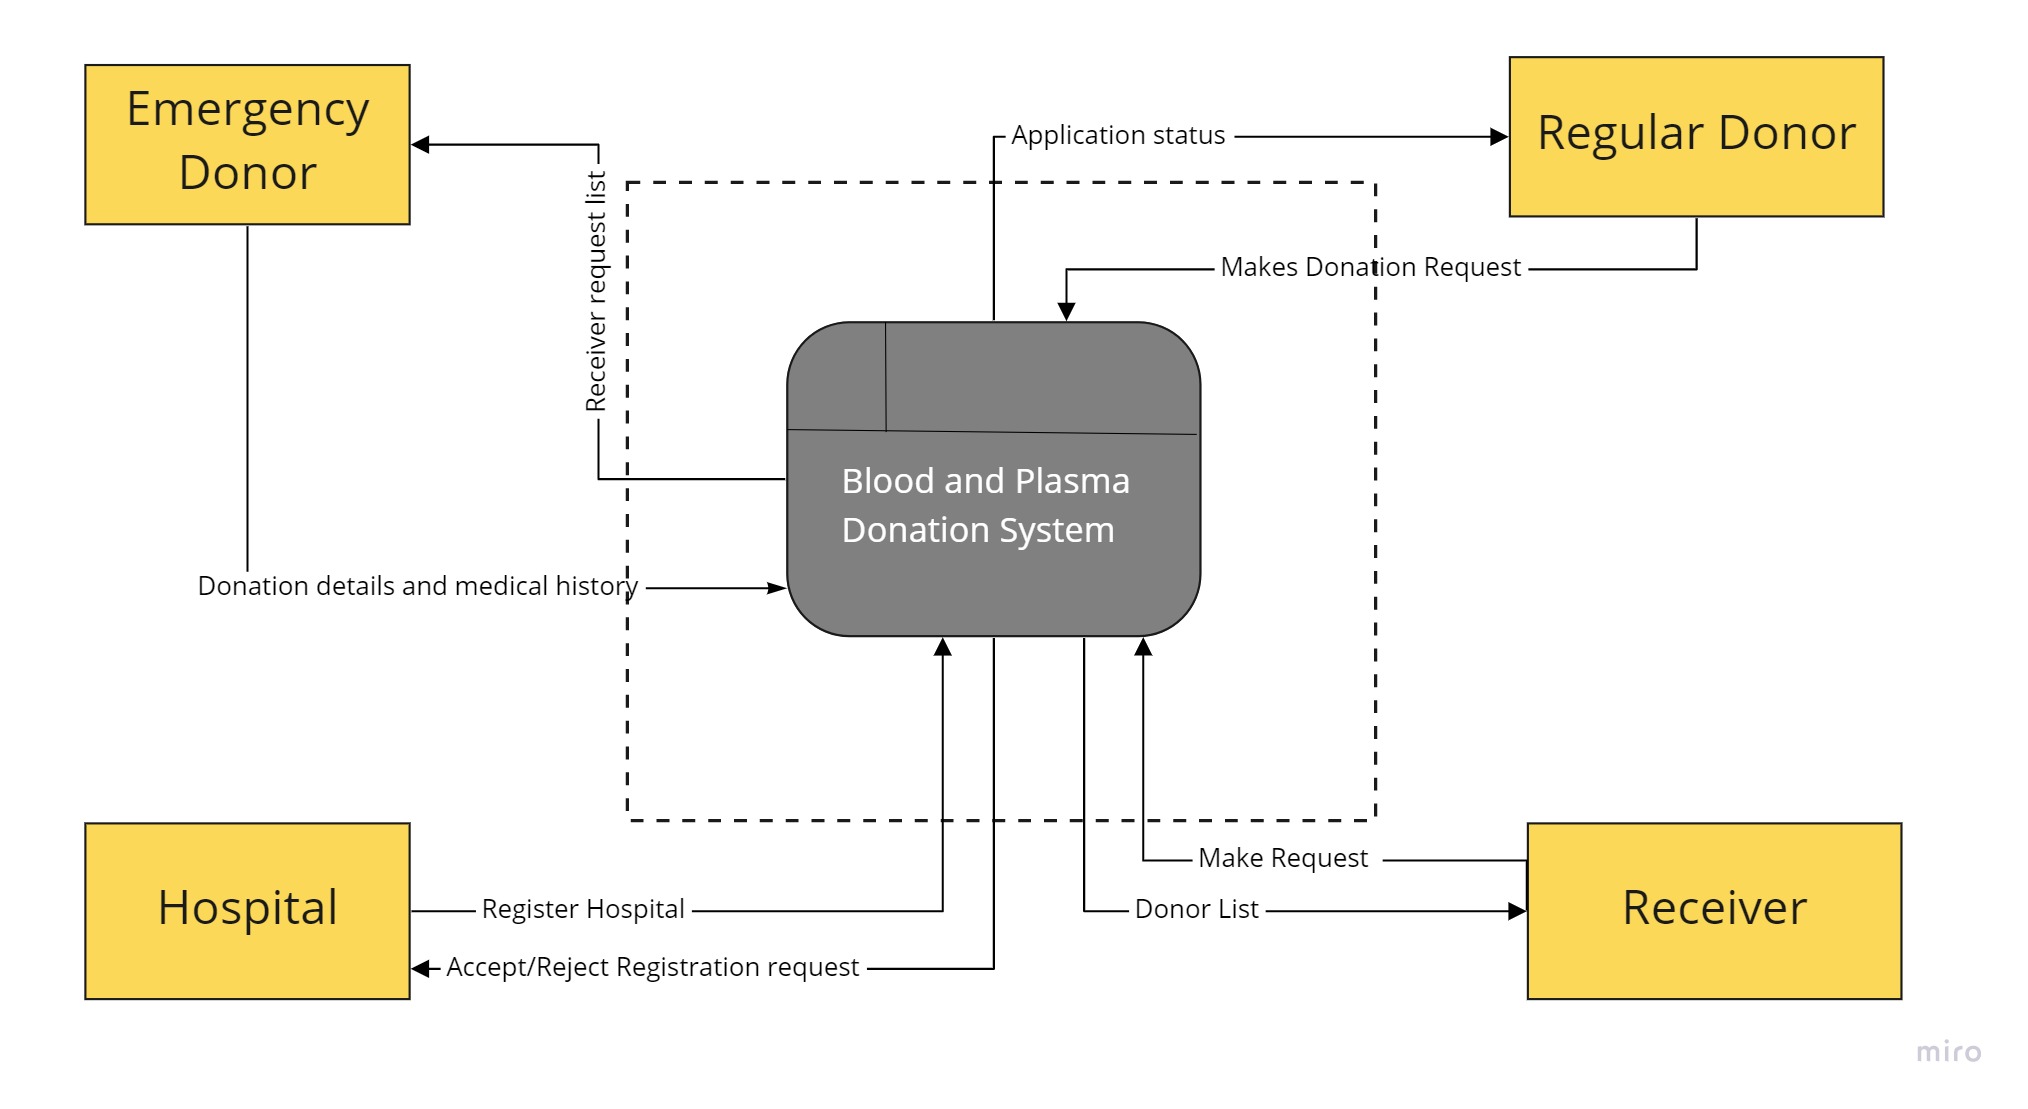 Emergency
Donor
Regular Donor
Application status
Receiver request list
Makes Donation Request
Blood and Plasma
Donation System
Donation details and medical history
Hospital
Receiver
Make Request
Register Hospital
Donor List
Accept/Reject Registration request
miro